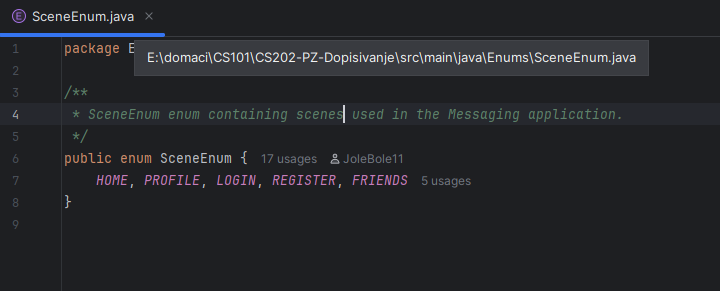 SceneEnum.java
1 package E
E:\domaci\CS101\CS202-PZ-Dopisivanje\src\main\java\Enums\SceneEnum.java
2
3 /**
4 * SceneEnum enum containing scenes used in the Messaging application.
5 */
6 public enum SceneEnum { 17 usages JoleBole11
7 HOME, PROFILE, LOGIN, REGISTER, FRIENDS 5 usages
8 }
9